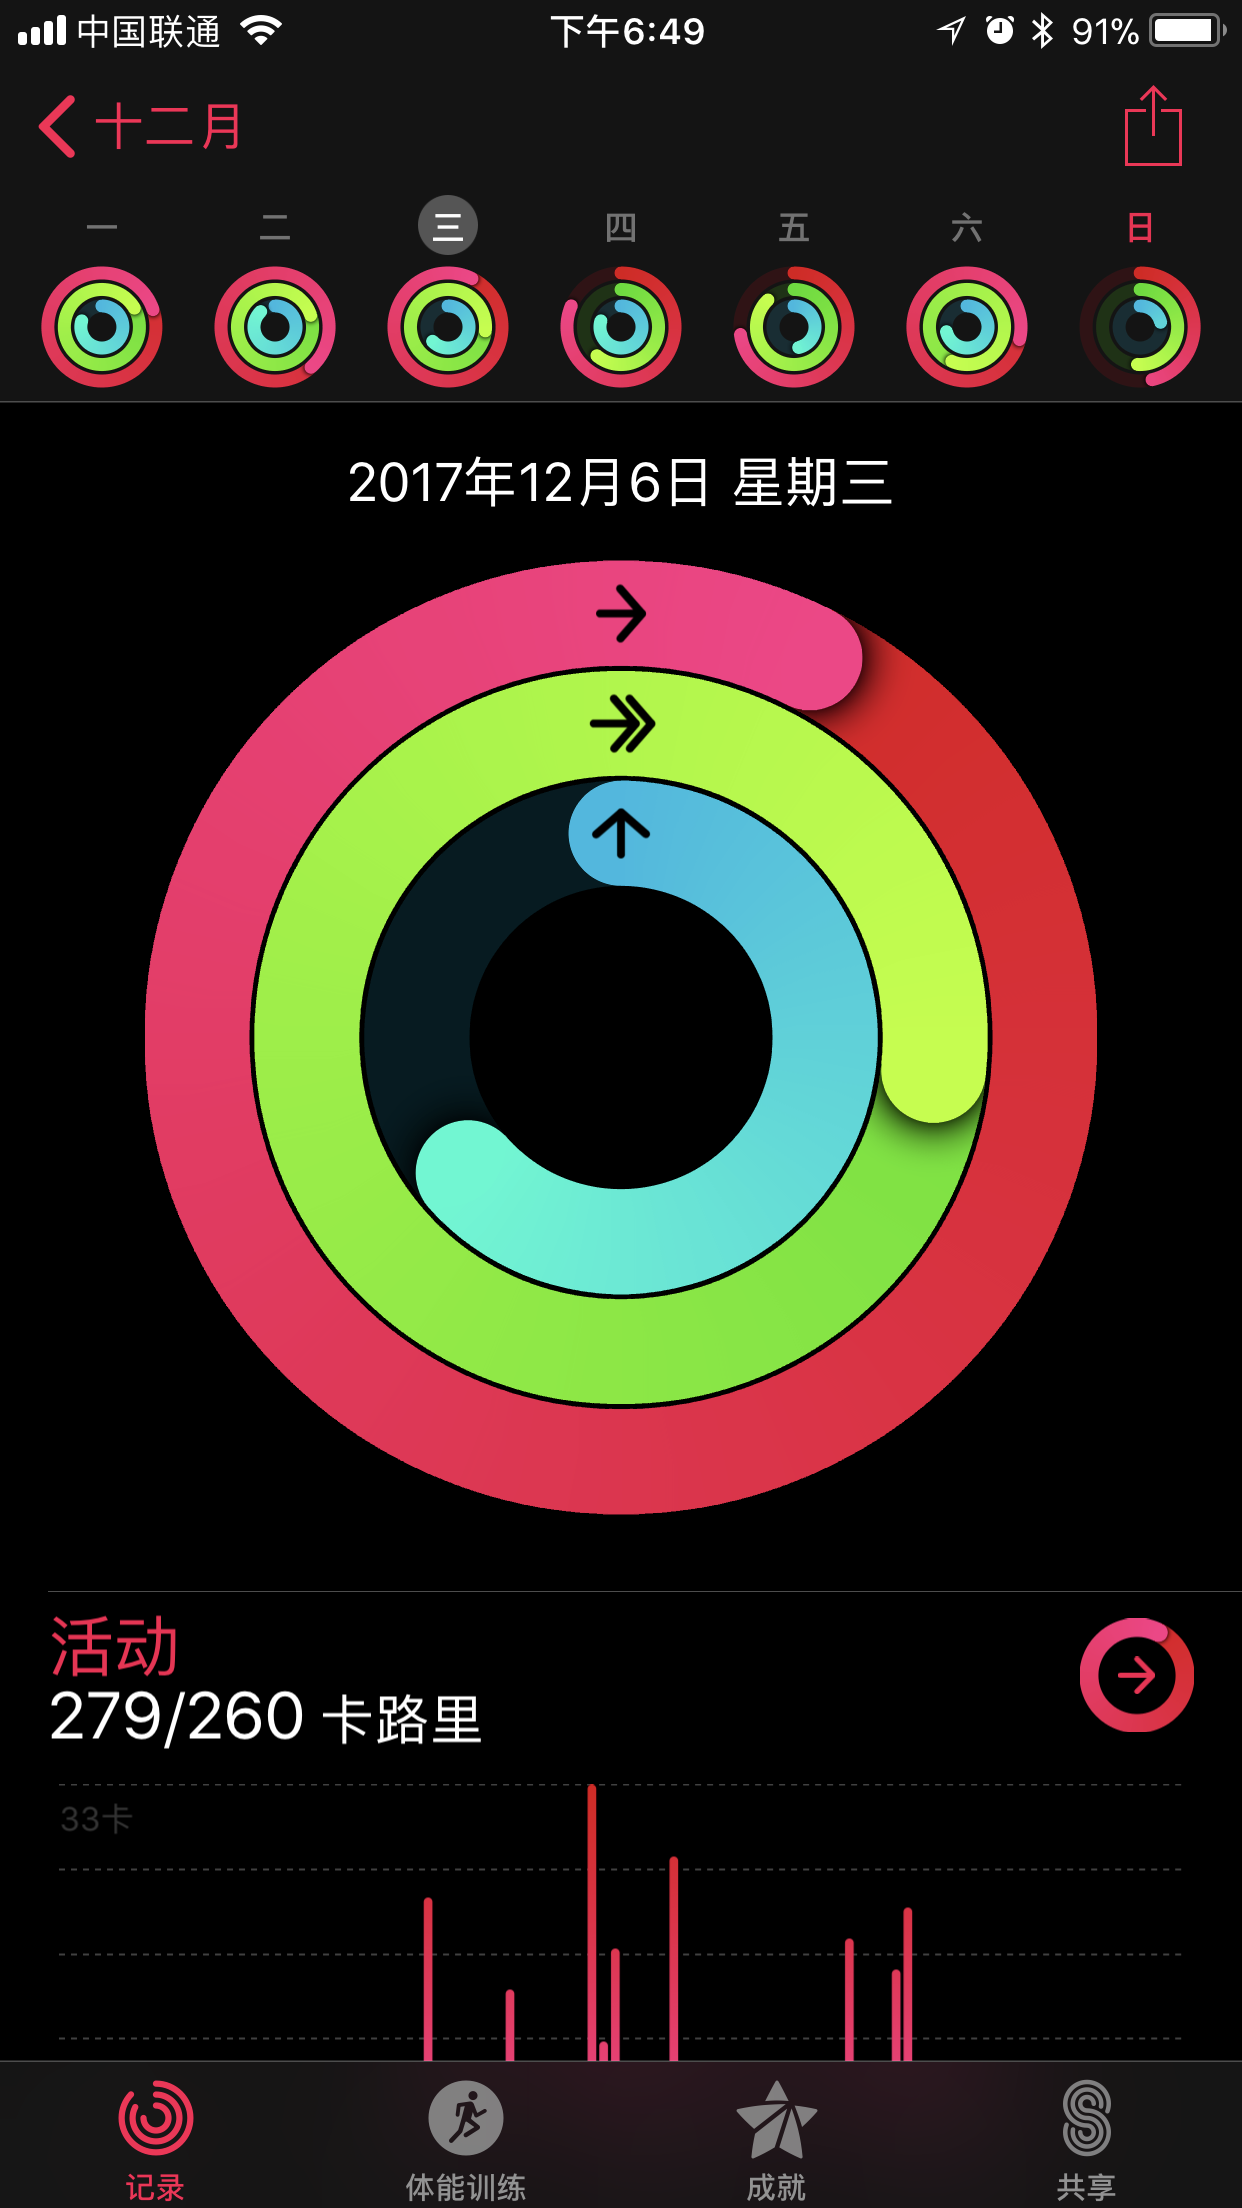 中国联通 下午6:49 91%
十二月
一 二 三 四 五 六 日
2017年12月6日 星期三
活动
279/260 卡路里
33卡
记录 体能训练 成就 共享